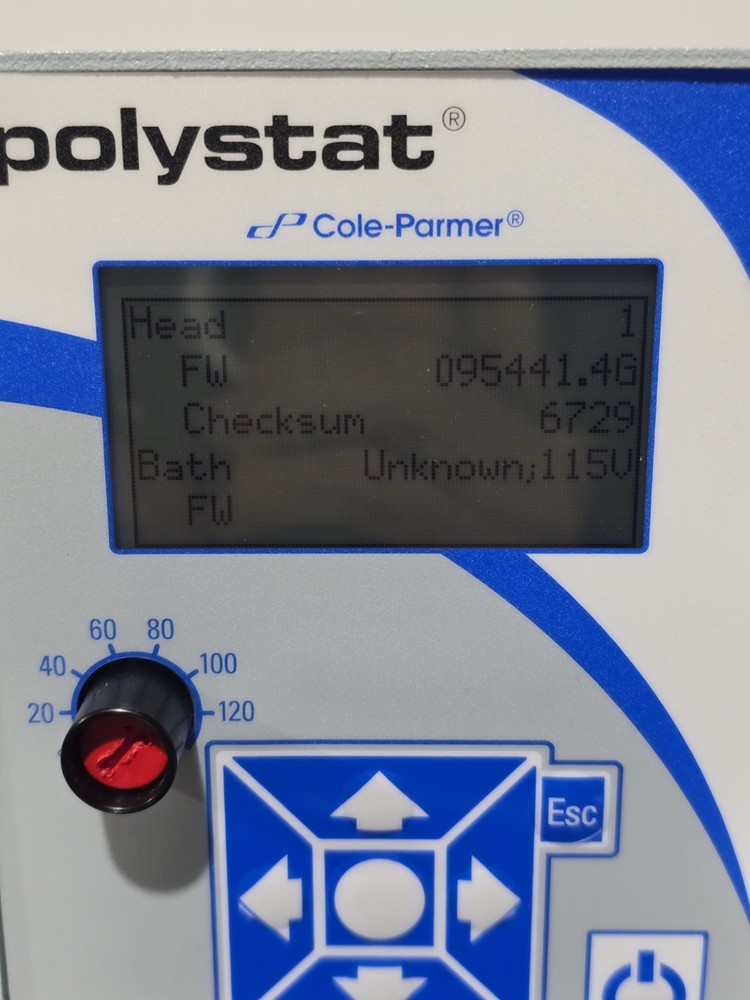 polystat®
Cole-Parmer®
Head 1
FW 095441.4G
Checksum 6729
Bath Unknown;115V
FW
60 80
40 100
20 120
Esc